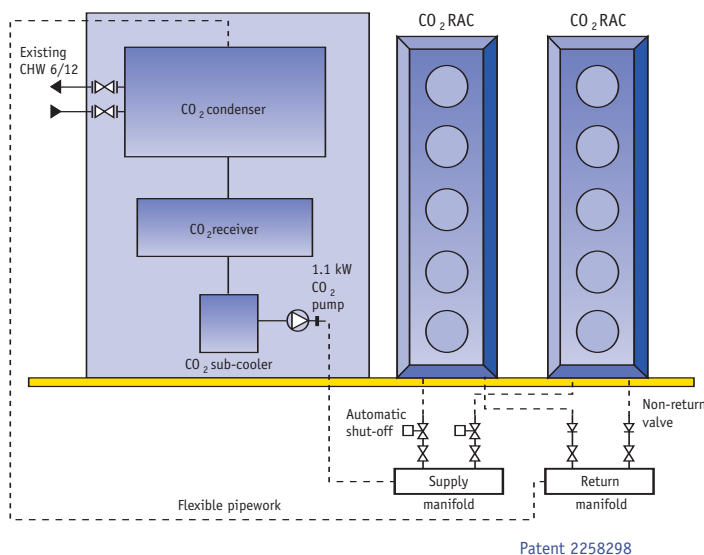 CO2 RAC
CO2 RAC
Existing
CHW 6/12
CO2 condenser
CO2 receiver
1.1 kW
CO2
pump
CO2 sub-cooler
Automatic
shut-off
Non-return
valve
Supply
Return
manifold
manifold
Flexible pipework
Patent 2258298